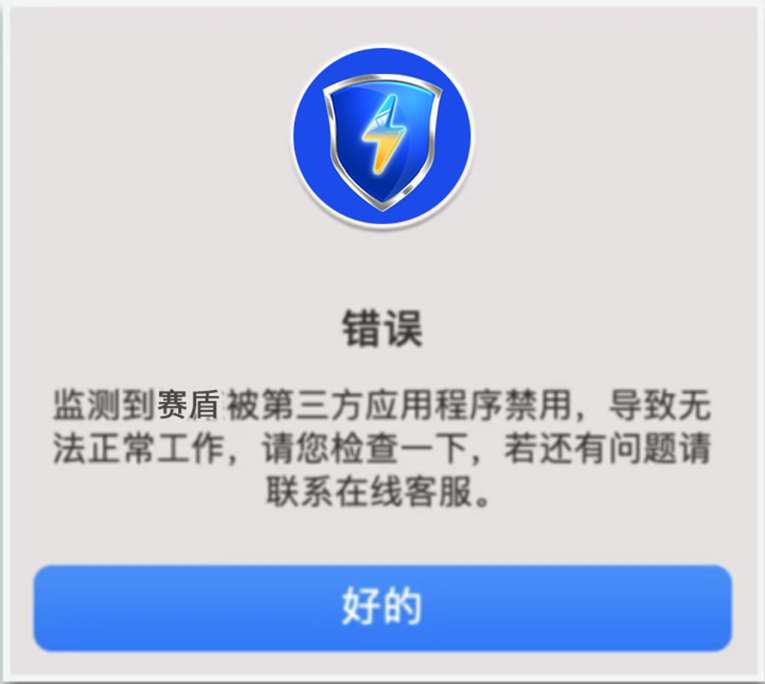 错误
监测到赛盾被第三方应用程序禁用，导致无
法正常工作，请您检查一下，若还有问题请
联系在线客服。
好的